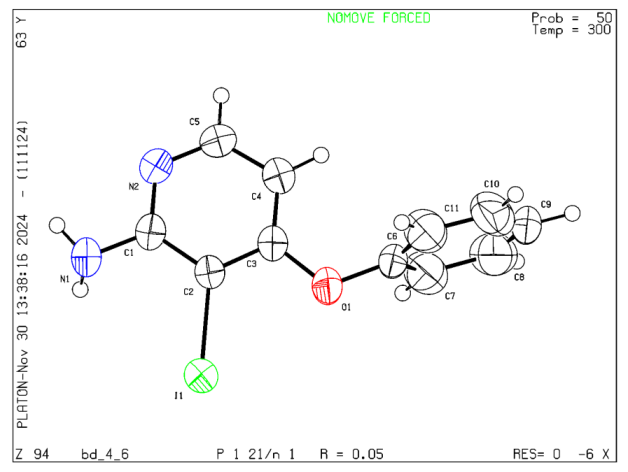 NOMOVE FORCED
Prob = 50
Temp = 300
63 Y
PLATON-Nov 30 13:38:16 2024 - (111124)
C5
N2
C4
C10
C9
C11
C6
C1
C3
N1
C2
C7
C8
O1
I1
Z 94 bd_4_6 P 1 21/n 1 R = 0.05 RES= 0 -6 X